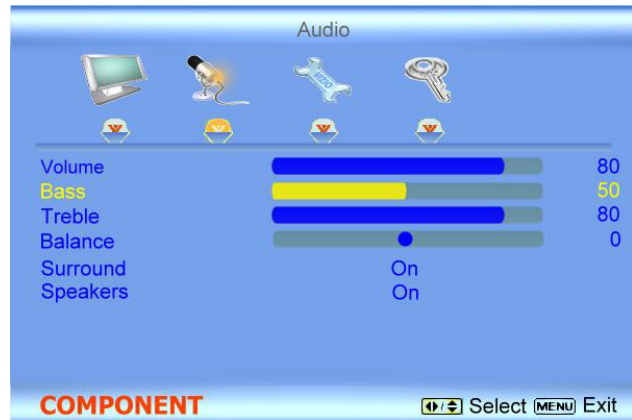 Audio
VIZIO
Volume 80
Bass 50
Treble 80
Balance 0
Surround On
Speakers On
COMPONENT Select MENU Exit